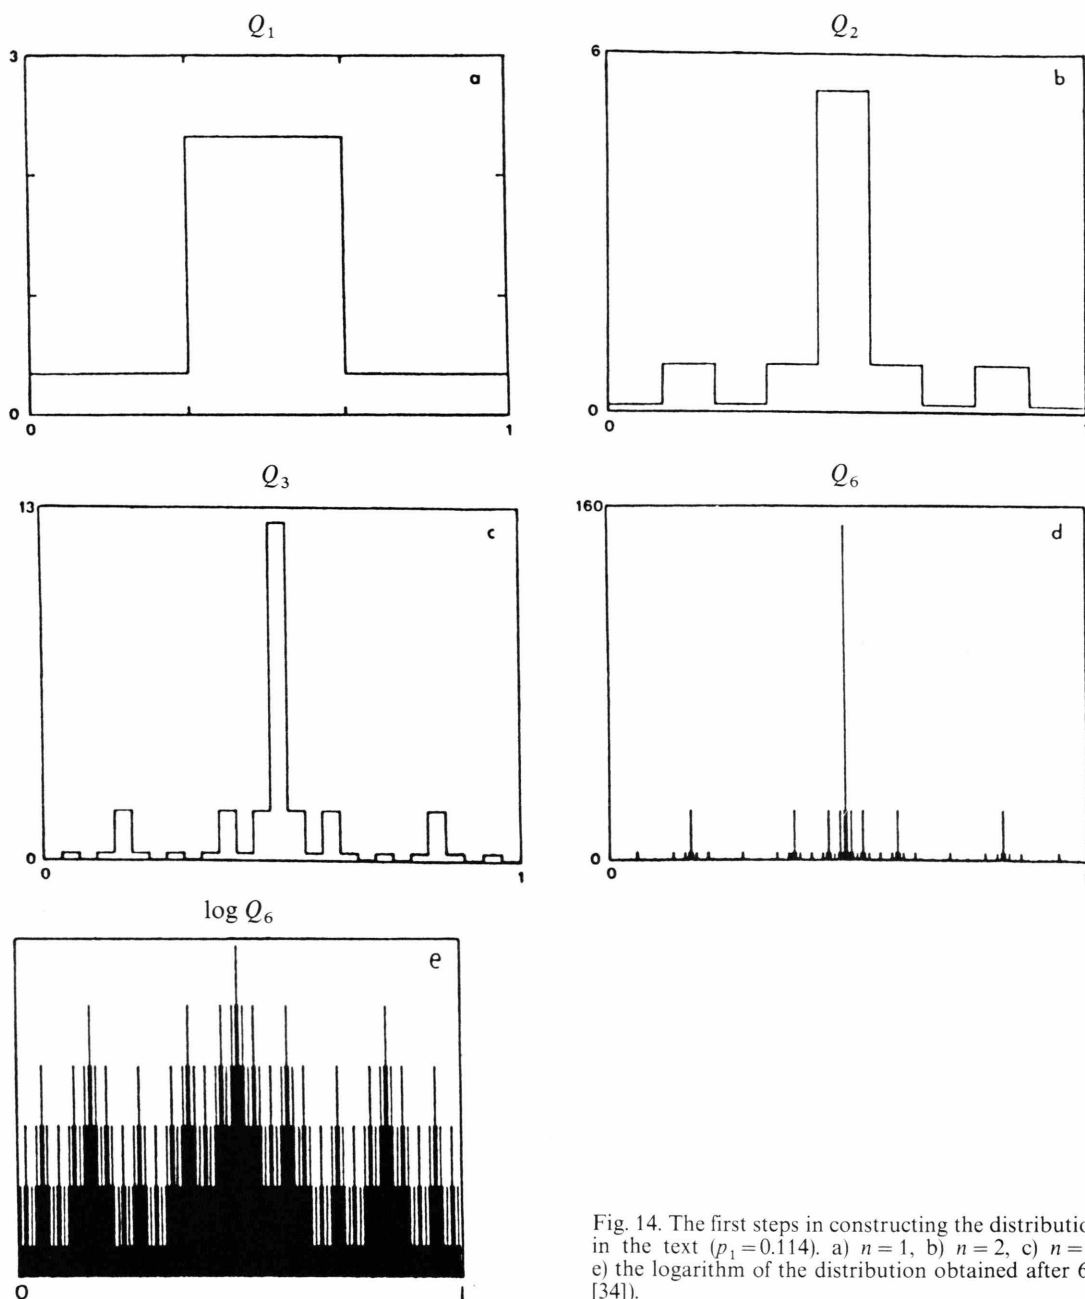 Q1
3
a
0
0
1
Q2
6
b
0
0
Q3
13
c
0
0
1
Q6
160
d
0
0
log Q6
e
0
1
Fig. 14. The first steps in constructing the distributio
in the text (p1=0.114). a) n=1, b) n=2, c) n=
e) the logarithm of the distribution obtained after 6
[34]).